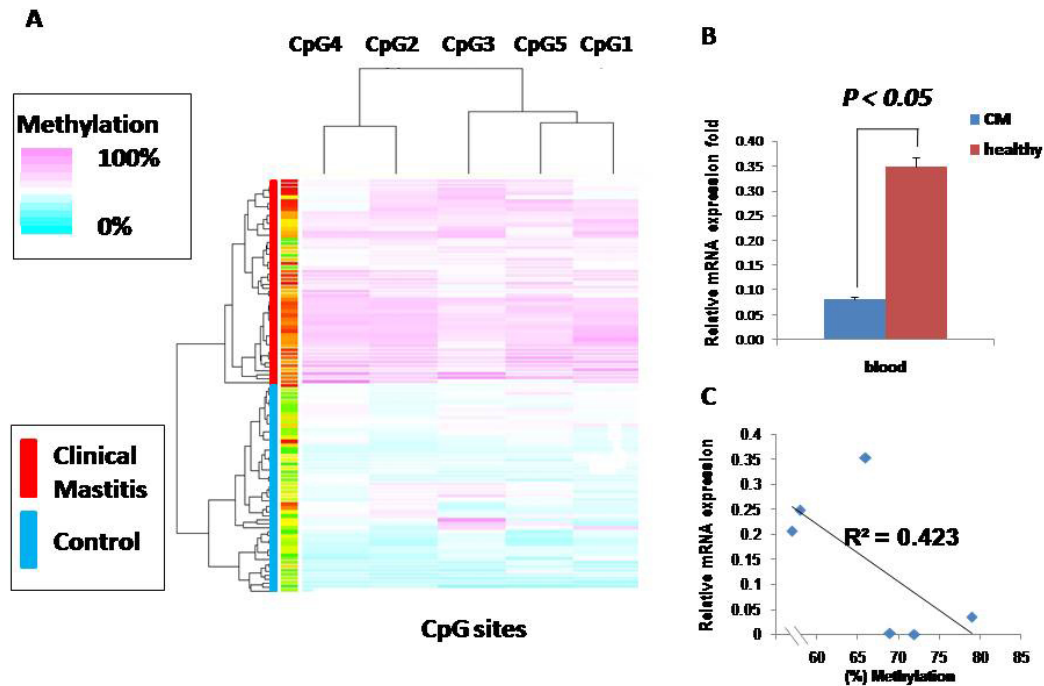 A
CpG4 CpG2 CpG3 CpG5 CpG1
Methylation
100%
0%
Clinical
Mastitis
Control
CpG sites
B
P < 0.05
CM
healthy
Relative mRNA expression fold
0.40
0.35
0.30
0.25
0.20
0.15
0.10
0.05
0.00
blood
C
Relative mRNA expression
0.4
0.35
0.3
0.25
0.2
0.15
0.1
0.05
0
R² = 0.423
60 65 70 75 80 85
(%) Methylation